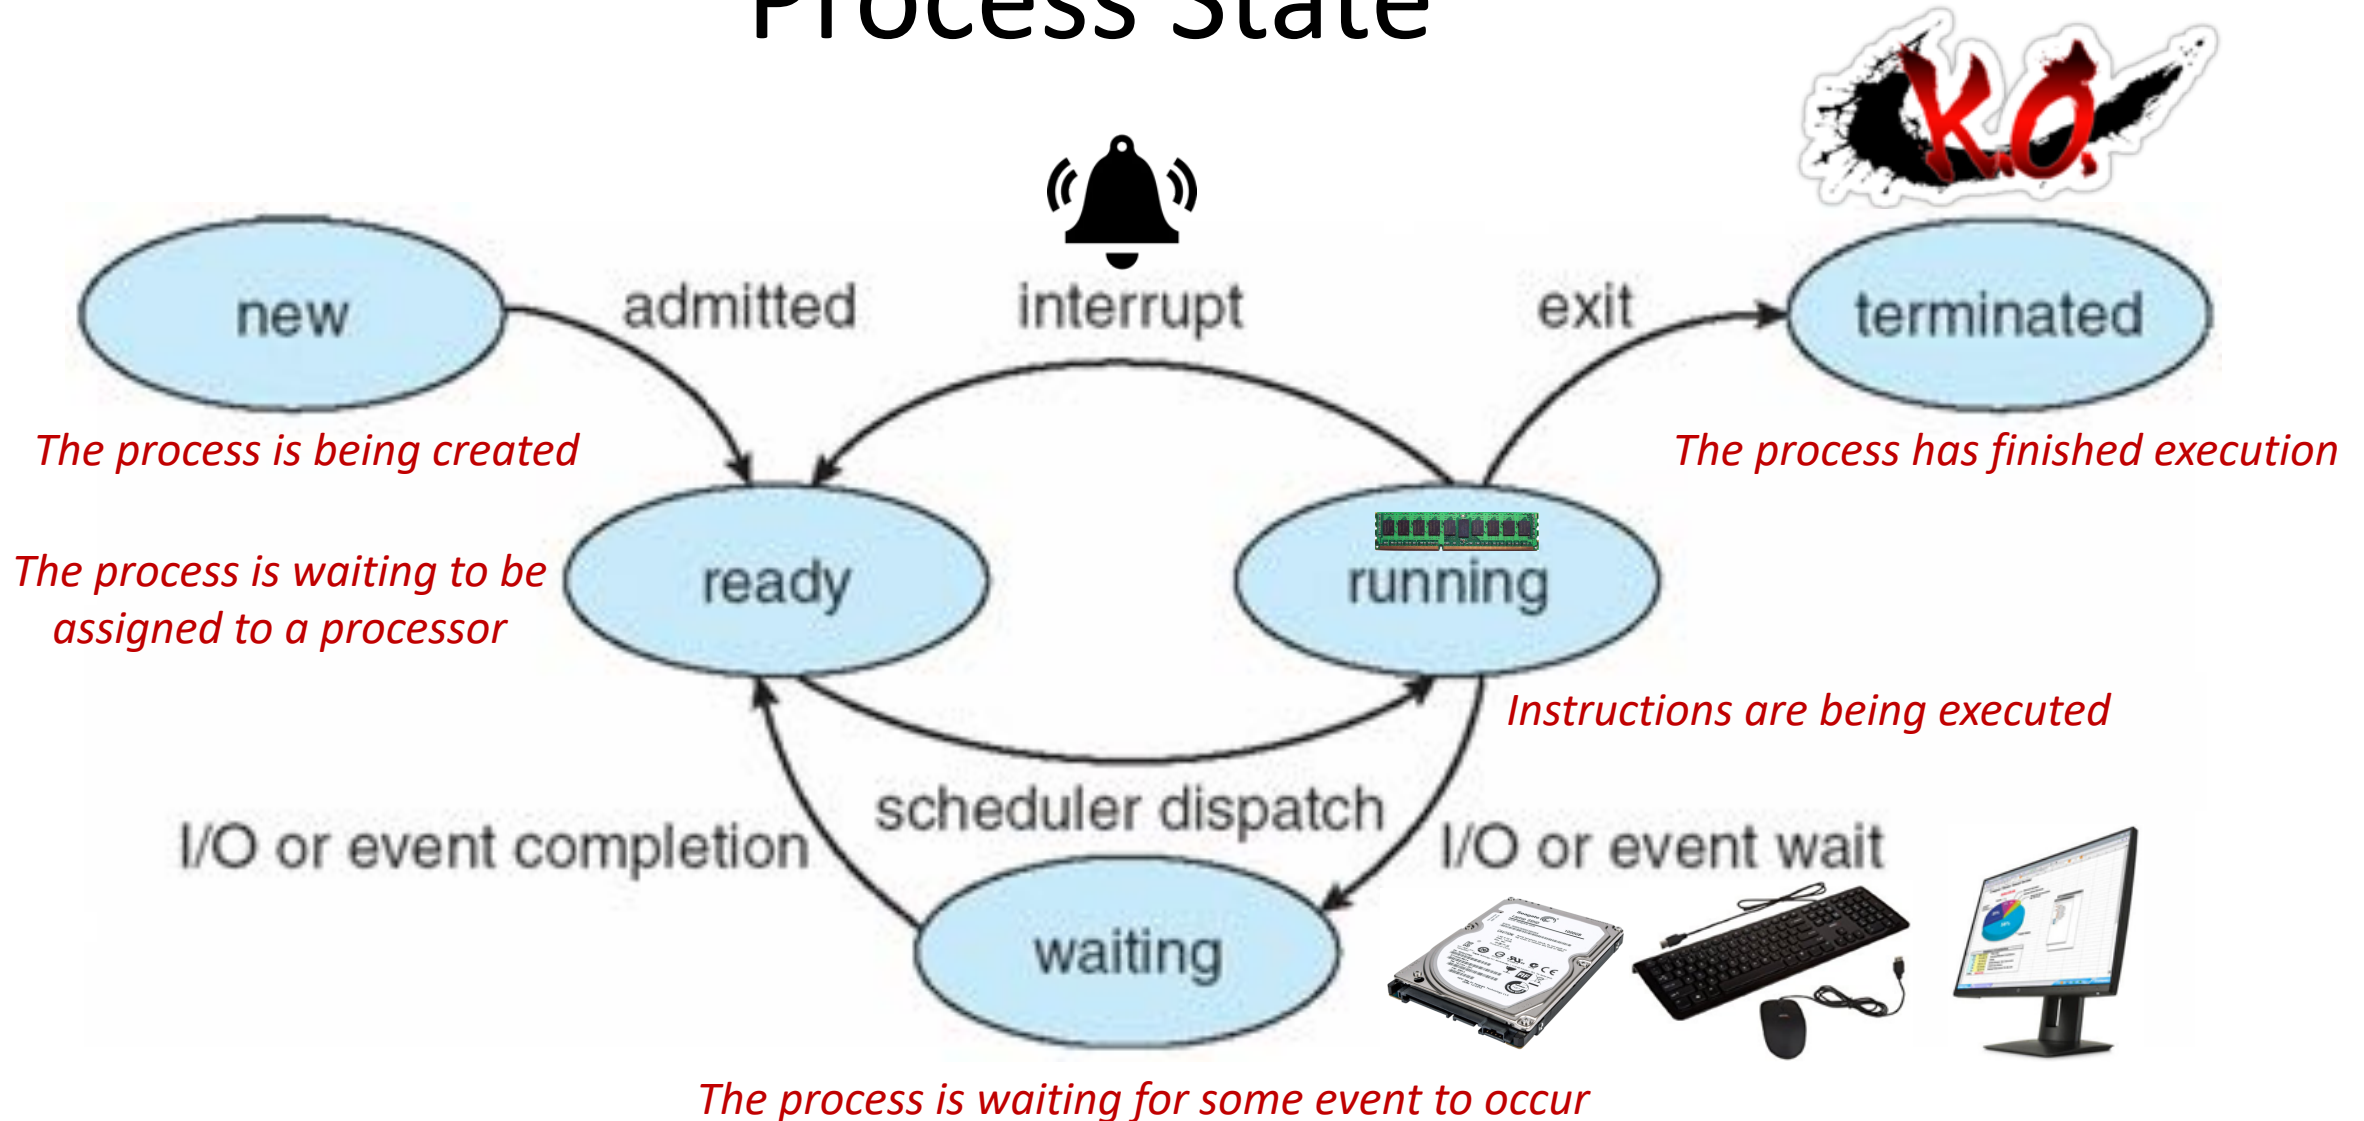 Process State
K.O.
new
admitted
interrupt
exit
terminated
The process is being created
The process has finished execution
The process is waiting to be
assigned to a processor
ready
running
Instructions are being executed
I/O or event completion
scheduler dispatch
I/O or event wait
waiting
Seagate
The process is waiting for some event to occur